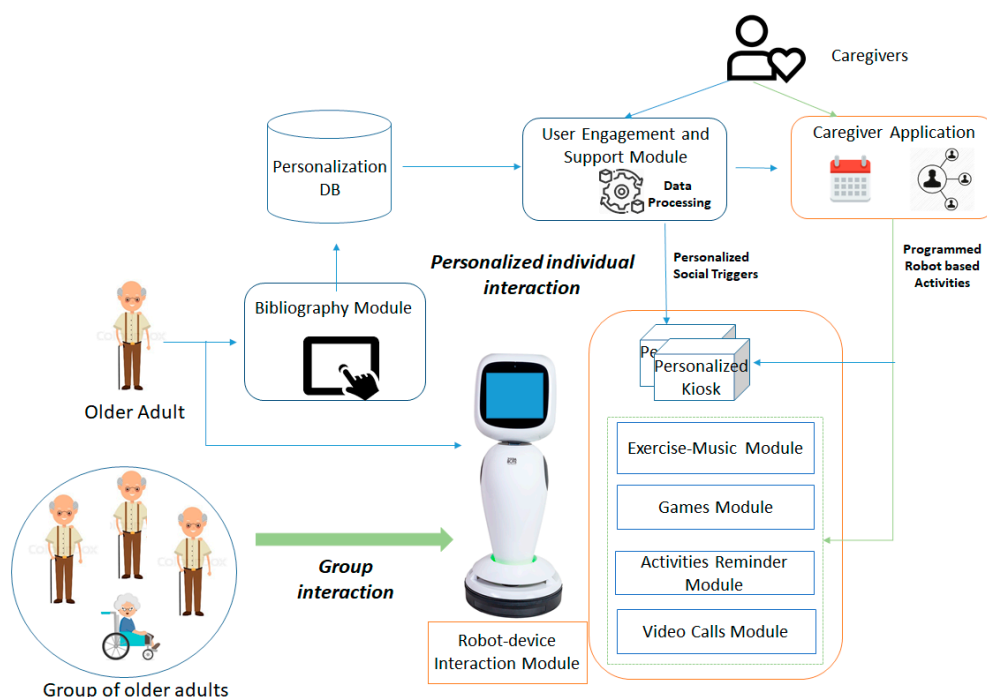 Caregivers
User Engagement and
Support Module
Data
Processing
Caregiver Application
Personalization
DB
Personalized
Social Triggers
Programmed
Robot based
Activities
Personalized individual
interaction
Bibliography Module
Older Adult
Pe
Personalized
Kiosk
Exercise-Music Module
Games Module
Activities Reminder
Module
Video Calls Module
Group
interaction
Robot-device
Interaction Module
Group of older adults